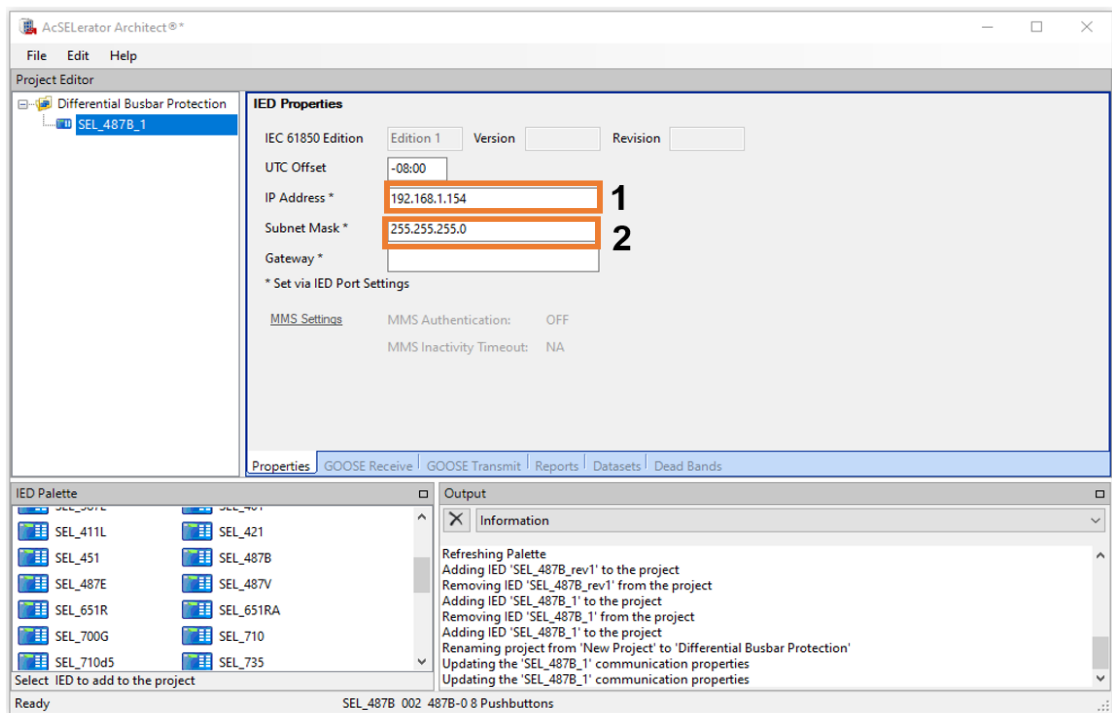 AcSELerator Architect®*
File Edit Help
Project Editor
Differential Busbar Protection
SEL_487B_1
IED Properties
IEC 61850 Edition Edition 1 Version Revision
UTC Offset -08:00
IP Address * 192.168.1.154 1
Subnet Mask * 255.255.255.0 2
Gateway *
* Set via IED Port Settings
MMS Settings MMS Authentication: OFF
MMS Inactivity Timeout: NA
Properties GOOSE Receive GOOSE Transmit Reports Datasets Dead Bands
IED Palette
SEL_411L SEL_421
SEL_451 SEL_487B
SEL_487E SEL_487V
SEL_651R SEL_651RA
SEL_700G SEL_710
SEL_710d5 SEL_735
Select IED to add to the project
Output
Information
Refreshing Palette
Adding IED 'SEL_487B_rev1' to the project
Removing IED 'SEL_487B_rev1' from the project
Adding IED 'SEL_487B_1' to the project
Removing IED 'SEL_487B_1' from the project
Adding IED 'SEL_487B_1' to the project
Renaming project from 'New Project' to 'Differential Busbar Protection'
Updating the 'SEL_487B_1' communication properties
Updating the 'SEL_487B_1' communication properties
Ready SEL_487B 002 487B-0 8 Pushbuttons